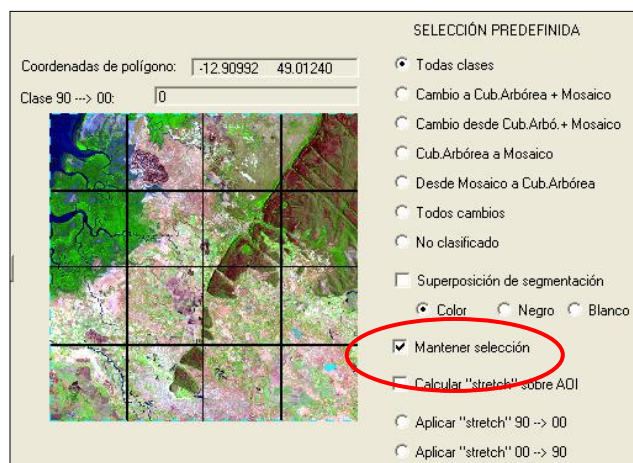 SELECCIÓN PREDEFINIDA
Coordenadas de polígono: -12.90992 49.01240
Clase 90 ---> 00: 0
Todas clases
Cambio a Cub.Arbórea + Mosaico
Cambio desde Cub.Arbó.+ Mosaico
Cub.Arbórea a Mosaico
Desde Mosaico a Cub.Arbórea
Todos cambios
No clasificado
Superposición de segmentación
Color Negro Blanco
Mantener selección
Calcular "stretch" sobre AOI
Aplicar "stretch" 90 --> 00
Aplicar "stretch" 00 --> 90